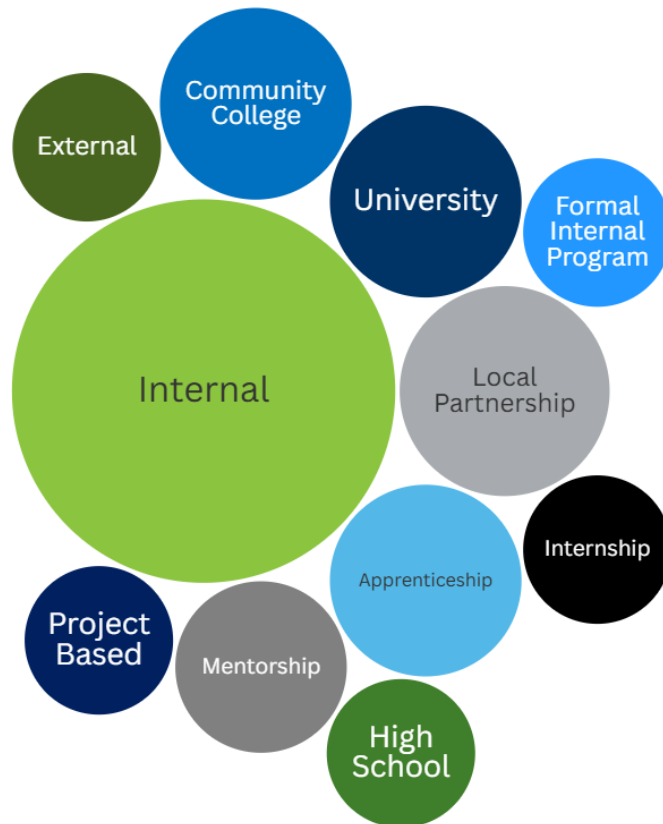 Community
College
External
University
Formal
Internal
Program
Internal
Local
Partnership
Internship
Apprenticeship
Project
Based
Mentorship
High
School